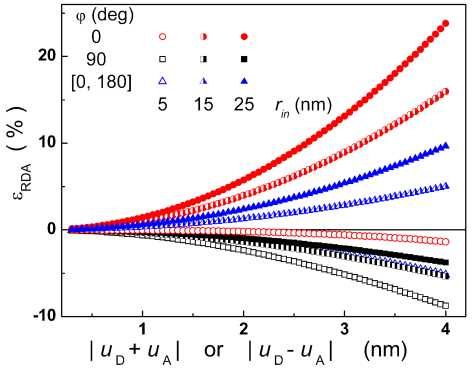 φ (deg)
0
90
[0, 180]
5 15 25 r_in (nm)
20
10
0
-10
ε_RDA ( % )
1 2 3 4
| u_D + u_A | or | u_D - u_A | (nm)